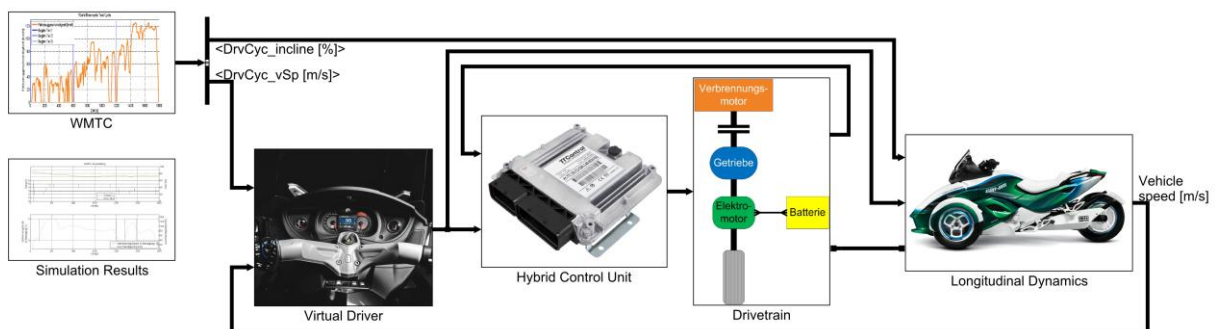 <DrvCyc_incline [%]>
<DrvCyc_vSp [m/s]>
WMTC
Simulation Results
Virtual Driver
TTControl
Hybrid Control Unit
Verbrennungs-
motor
Getriebe
Elektro-
motor
Batterie
Drivetrain
Longitudinal Dynamics
Vehicle
speed [m/s]